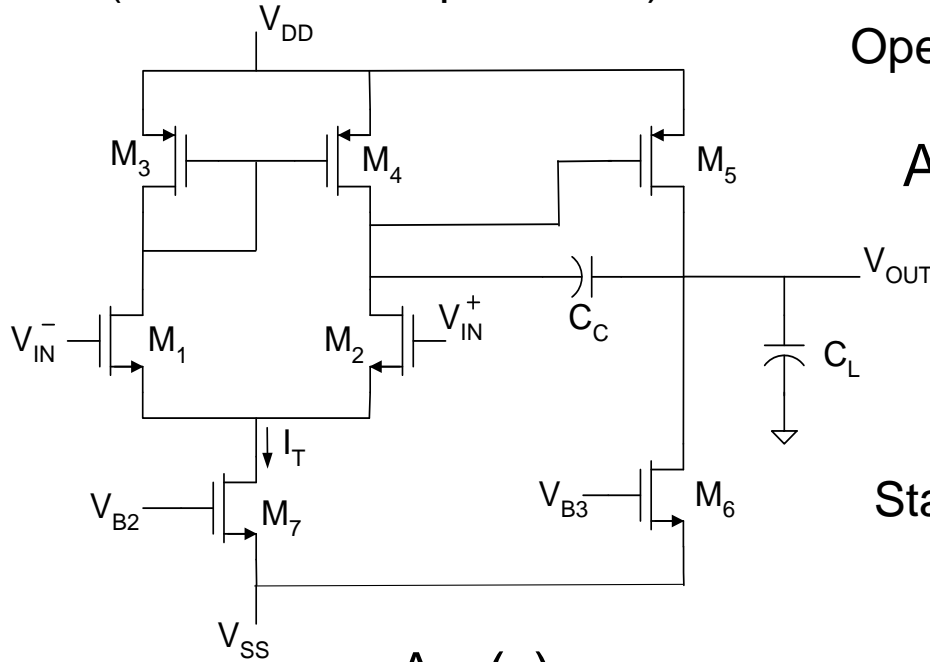 V_DD
Ope
M_3
M_4
M_5
A
V_IN^-
M_1
M_2
V_IN^+
C_C
V_OUT
C_L
I_T
V_B2
M_7
V_B3
M_6
Sta
V_SS